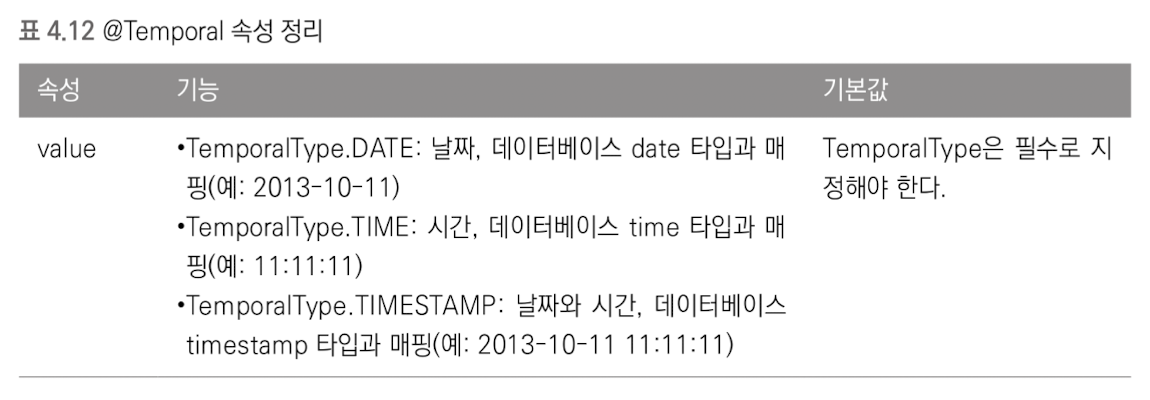 표 4.12 @Temporal 속성 정리
속성 기능 기본값
value •TemporalType.DATE: 날짜, 데이터베이스 date 타입과 매 TemporalType은 필수로 지
핑(예: 2013-10-11) 정해야 한다.
•TemporalType.TIME: 시간, 데이터베이스 time 타입과 매
핑(예: 11:11:11)
•TemporalType.TIMESTAMP: 날짜와 시간, 데이터베이스
timestamp 타입과 매핑(예: 2013-10-11 11:11:11)